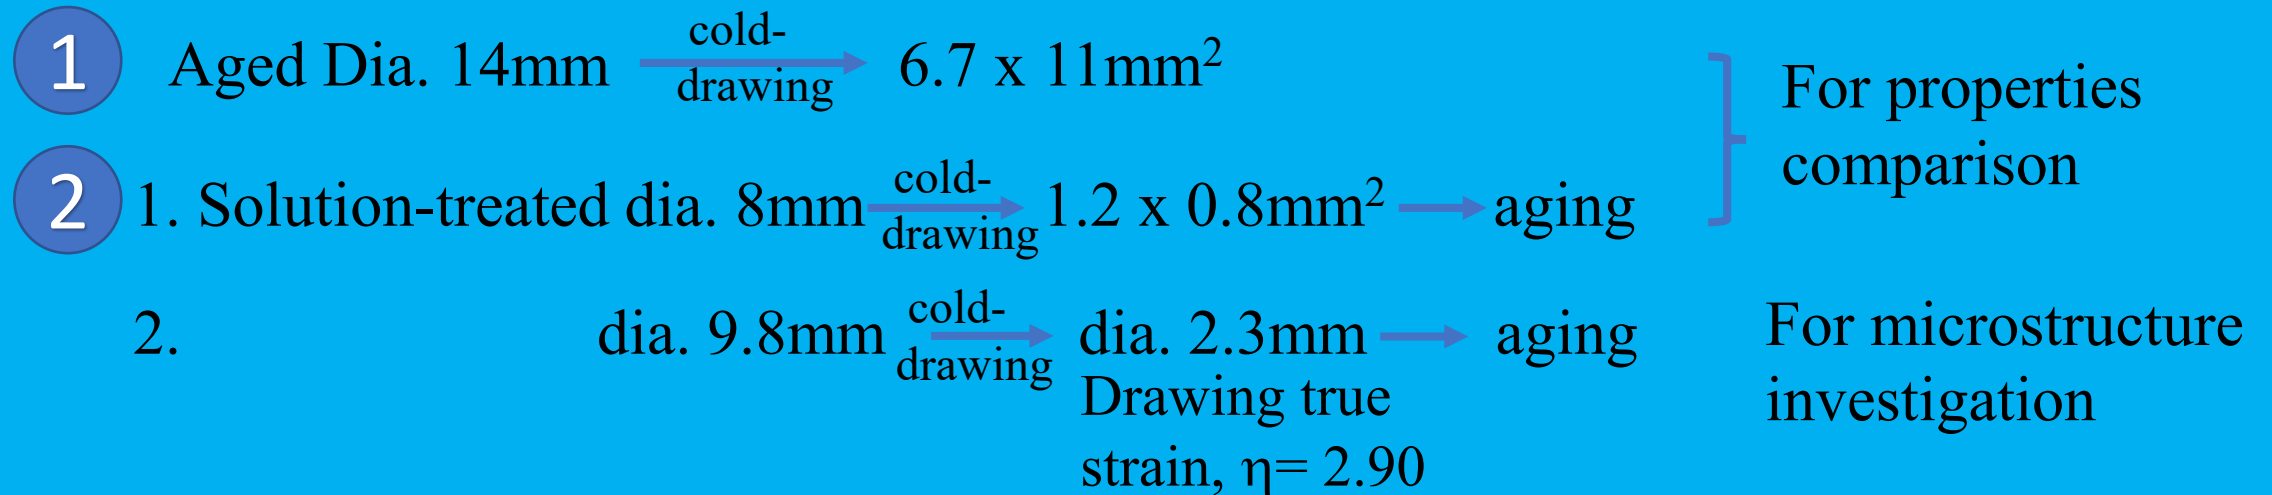 1 Aged Dia. 14mm cold-drawing 6.7 x 11mm²
For properties comparison
2 1. Solution-treated dia. 8mm cold-drawing 1.2 x 0.8mm² aging
2. dia. 9.8mm cold-drawing dia. 2.3mm aging
Drawing true
strain, η= 2.90
For microstructure
investigation